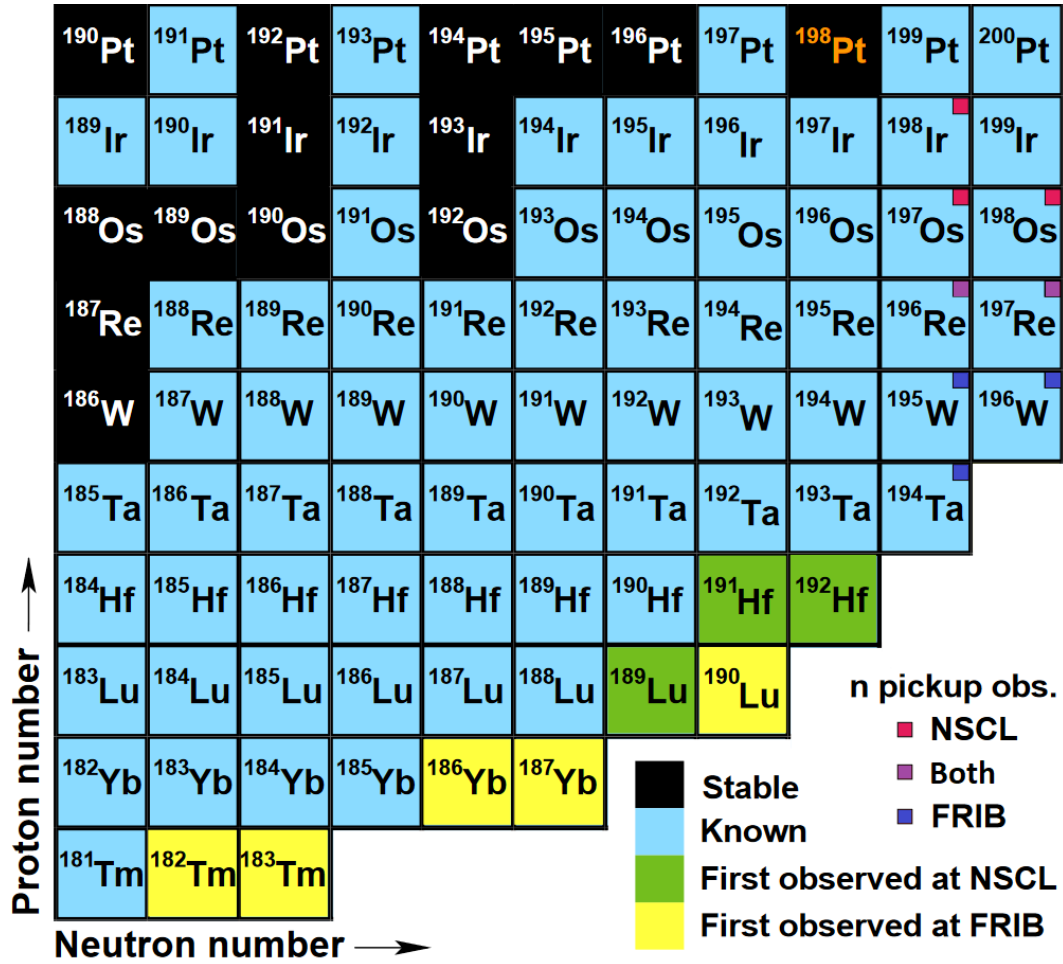 190Pt 191Pt 192Pt 193Pt 194Pt 195Pt 196Pt 197Pt 198Pt 199Pt 200Pt
189Ir 190Ir 191Ir 192Ir 193Ir 194Ir 195Ir 196Ir 197Ir 198Ir 199Ir
188Os 189Os 190Os 191Os 192Os 193Os 194Os 195Os 196Os 197Os 198Os
187Re 188Re 189Re 190Re 191Re 192Re 193Re 194Re 195Re 196Re 197Re
186W 187W 188W 189W 190W 191W 192W 193W 194W 195W 196W
185Ta 186Ta 187Ta 188Ta 189Ta 190Ta 191Ta 192Ta 193Ta 194Ta
184Hf 185Hf 186Hf 187Hf 188Hf 189Hf 190Hf 191Hf 192Hf
183Lu 184Lu 185Lu 186Lu 187Lu 188Lu 189Lu 190Lu
182Yb 183Yb 184Yb 185Yb 186Yb 187Yb
181Tm 182Tm 183Tm
Proton number
Neutron number
n pickup obs.
NSCL
Both
FRIB
Stable
Known
First observed at NSCL
First observed at FRIB